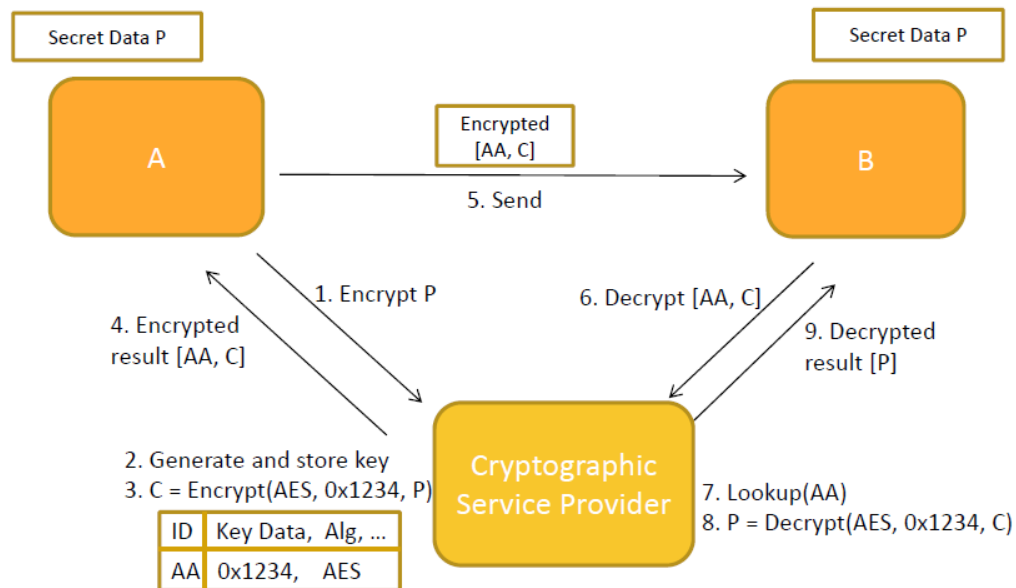 Secret Data P
Secret Data P
A
Encrypted
[AA, C]
B
5. Send
1. Encrypt P
6. Decrypt [AA, C]
4. Encrypted
result [AA, C]
9. Decrypted
result [P]
2. Generate and store key
3. C = Encrypt(AES, 0x1234, P)
Cryptographic
Service Provider
7. Lookup(AA)
8. P = Decrypt(AES, 0x1234, C)
ID Key Data, Alg, ...
AA 0x1234, AES